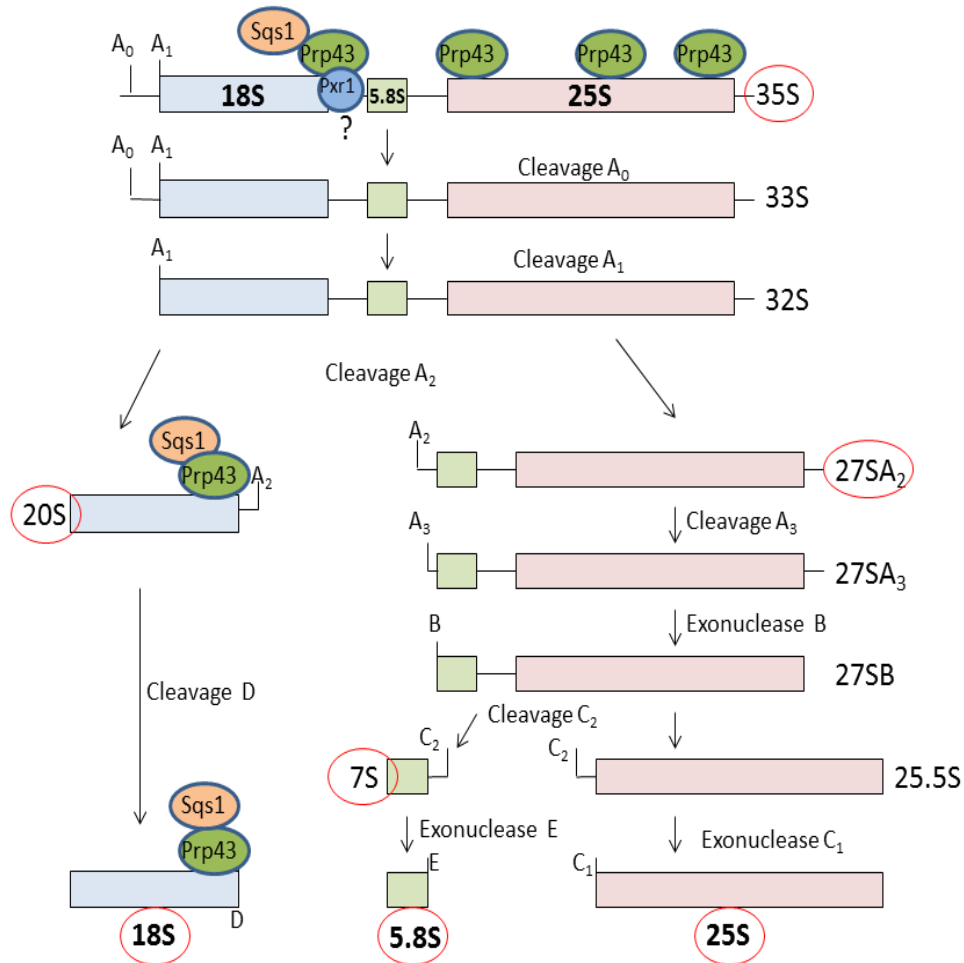 Sqs1
A0 A1 Prp43 Prp43 Prp43 Prp43
18S Pxr1 5.8S 25S 35S
?
A0 A1 Cleavage A0
33S
A1 Cleavage A1
32S
Cleavage A2
Sqs1
Prp43 A2
20S
A2
27SA2
Cleavage A3
A3
27SA3
Exonuclease B
B
27SB
Cleavage D
Cleavage C2
C2 C2
7S 25.5S
Exonuclease E Exonuclease C1
Sqs1
Prp43
E C1
D
18S 5.8S 25S